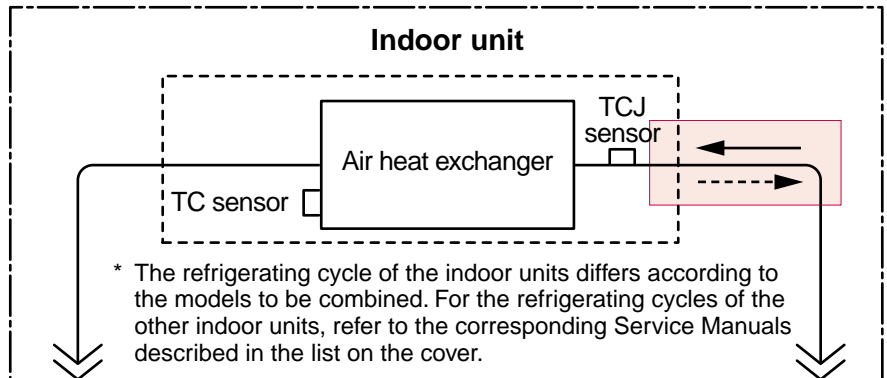 Indoor unit
TCJ
sensor
Air heat exchanger
TC sensor
* The refrigerating cycle of the indoor units differs according to
the models to be combined. For the refrigerating cycles of the
other indoor units, refer to the corresponding Service Manuals
described in the list on the cover.